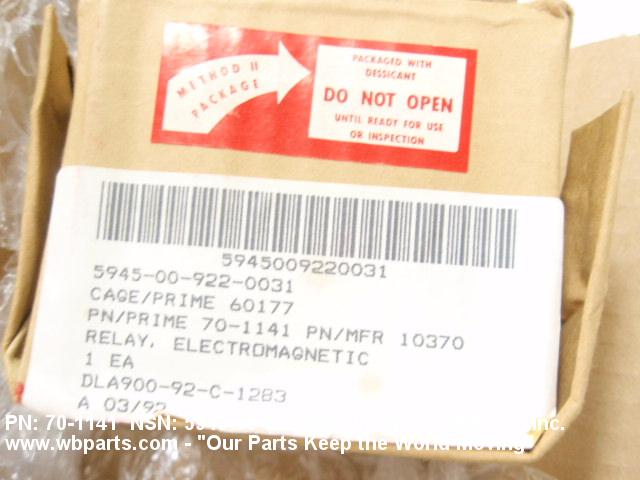 METHOD II
PACKAGE
PACKAGED WITH
DESSICANT
DO NOT OPEN
UNTIL READY FOR USE
OR INSPECTION
5945009220031
5945-00-922-0031
CAGE/PRIME 60177
PN/PRIME 70-1141 PN/MFR 10370
RELAY, ELECTROMAGNETIC
1 EA
DLA900-92-C-1283
A 03/92
PN: 70-1141 NSN: inc.
www.wbparts.com - "Our Parts Keep the World Moving"